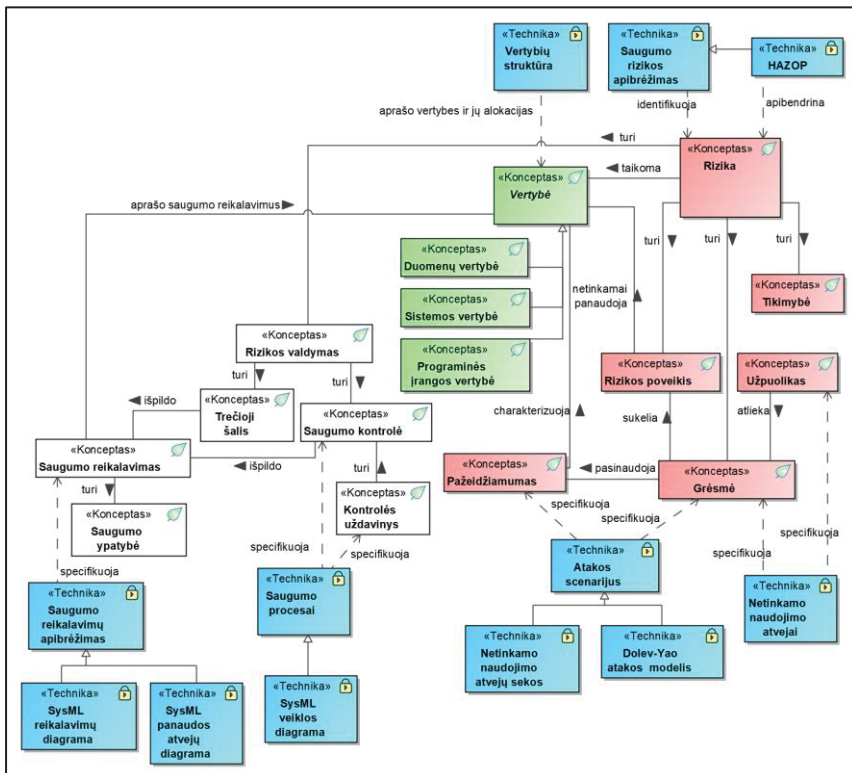 «Technika»
Vertybių
struktūra
«Technika»
Saugumo
rizikos
apibrėžimas
«Technika»
HAZOP
aprašo vertybes ir jų alokacijas
identifikuoja
apibendrina
turi
«Konceptas»
Rizika
taikoma
«Konceptas»
Vertybė
aprašo saugumo reikalavimus
turi
turi
turi
«Konceptas»
Duomenų vertybė
netinkamai
panaudoja
«Konceptas»
Tikimybė
«Konceptas»
Sistemos vertybė
«Konceptas»
Rizikos valdymas
«Konceptas»
Programinės
įrangos vertybė
«Konceptas»
Rizikos poveikis
«Konceptas»
Užpuolikas
turi
turi
«Konceptas»
Trečioji
šalis
išpildo
«Konceptas»
Saugumo kontrolė
charakterizuoja
sukelia
atlieka
«Konceptas»
Saugumo reikalavimas
išpildo
turi
«Konceptas»
Pažeidžiamumas
pasinaudoja
«Konceptas»
Grėsmė
turi
«Konceptas»
Saugumo
ypatybė
«Konceptas»
Kontrolės
uždavinys
specifikuoja
specifikuoja
specifikuoja
specifikuoja
specifikuoja
specifikuoja
specifikuoja
«Technika»
Atakos
scenarijus
«Technika»
Saugumo
reikalavimų
apibrėžimas
«Technika»
Saugumo
procesai
«Technika»
Netinkamo
naudojimo
atvejai
«Technika»
Netinkamo
naudojimo
atvejų sekos
«Technika»
Dolev-Yao
atakos modelis
«Technika»
SysML
reikalavimų
diagrama
«Technika»
SysML
panaudos
atvejų
diagrama
«Technika»
SysML
veiklos
diagrama